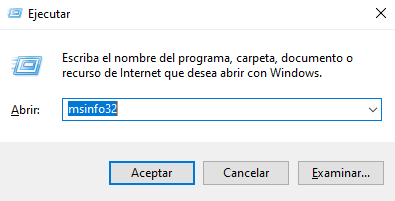 Ejecutar
Escriba el nombre del programa, carpeta, documento o
recurso de Internet que desea abrir con Windows.
Abrir:
msinfo32
Aceptar
Cancelar
Examinar...